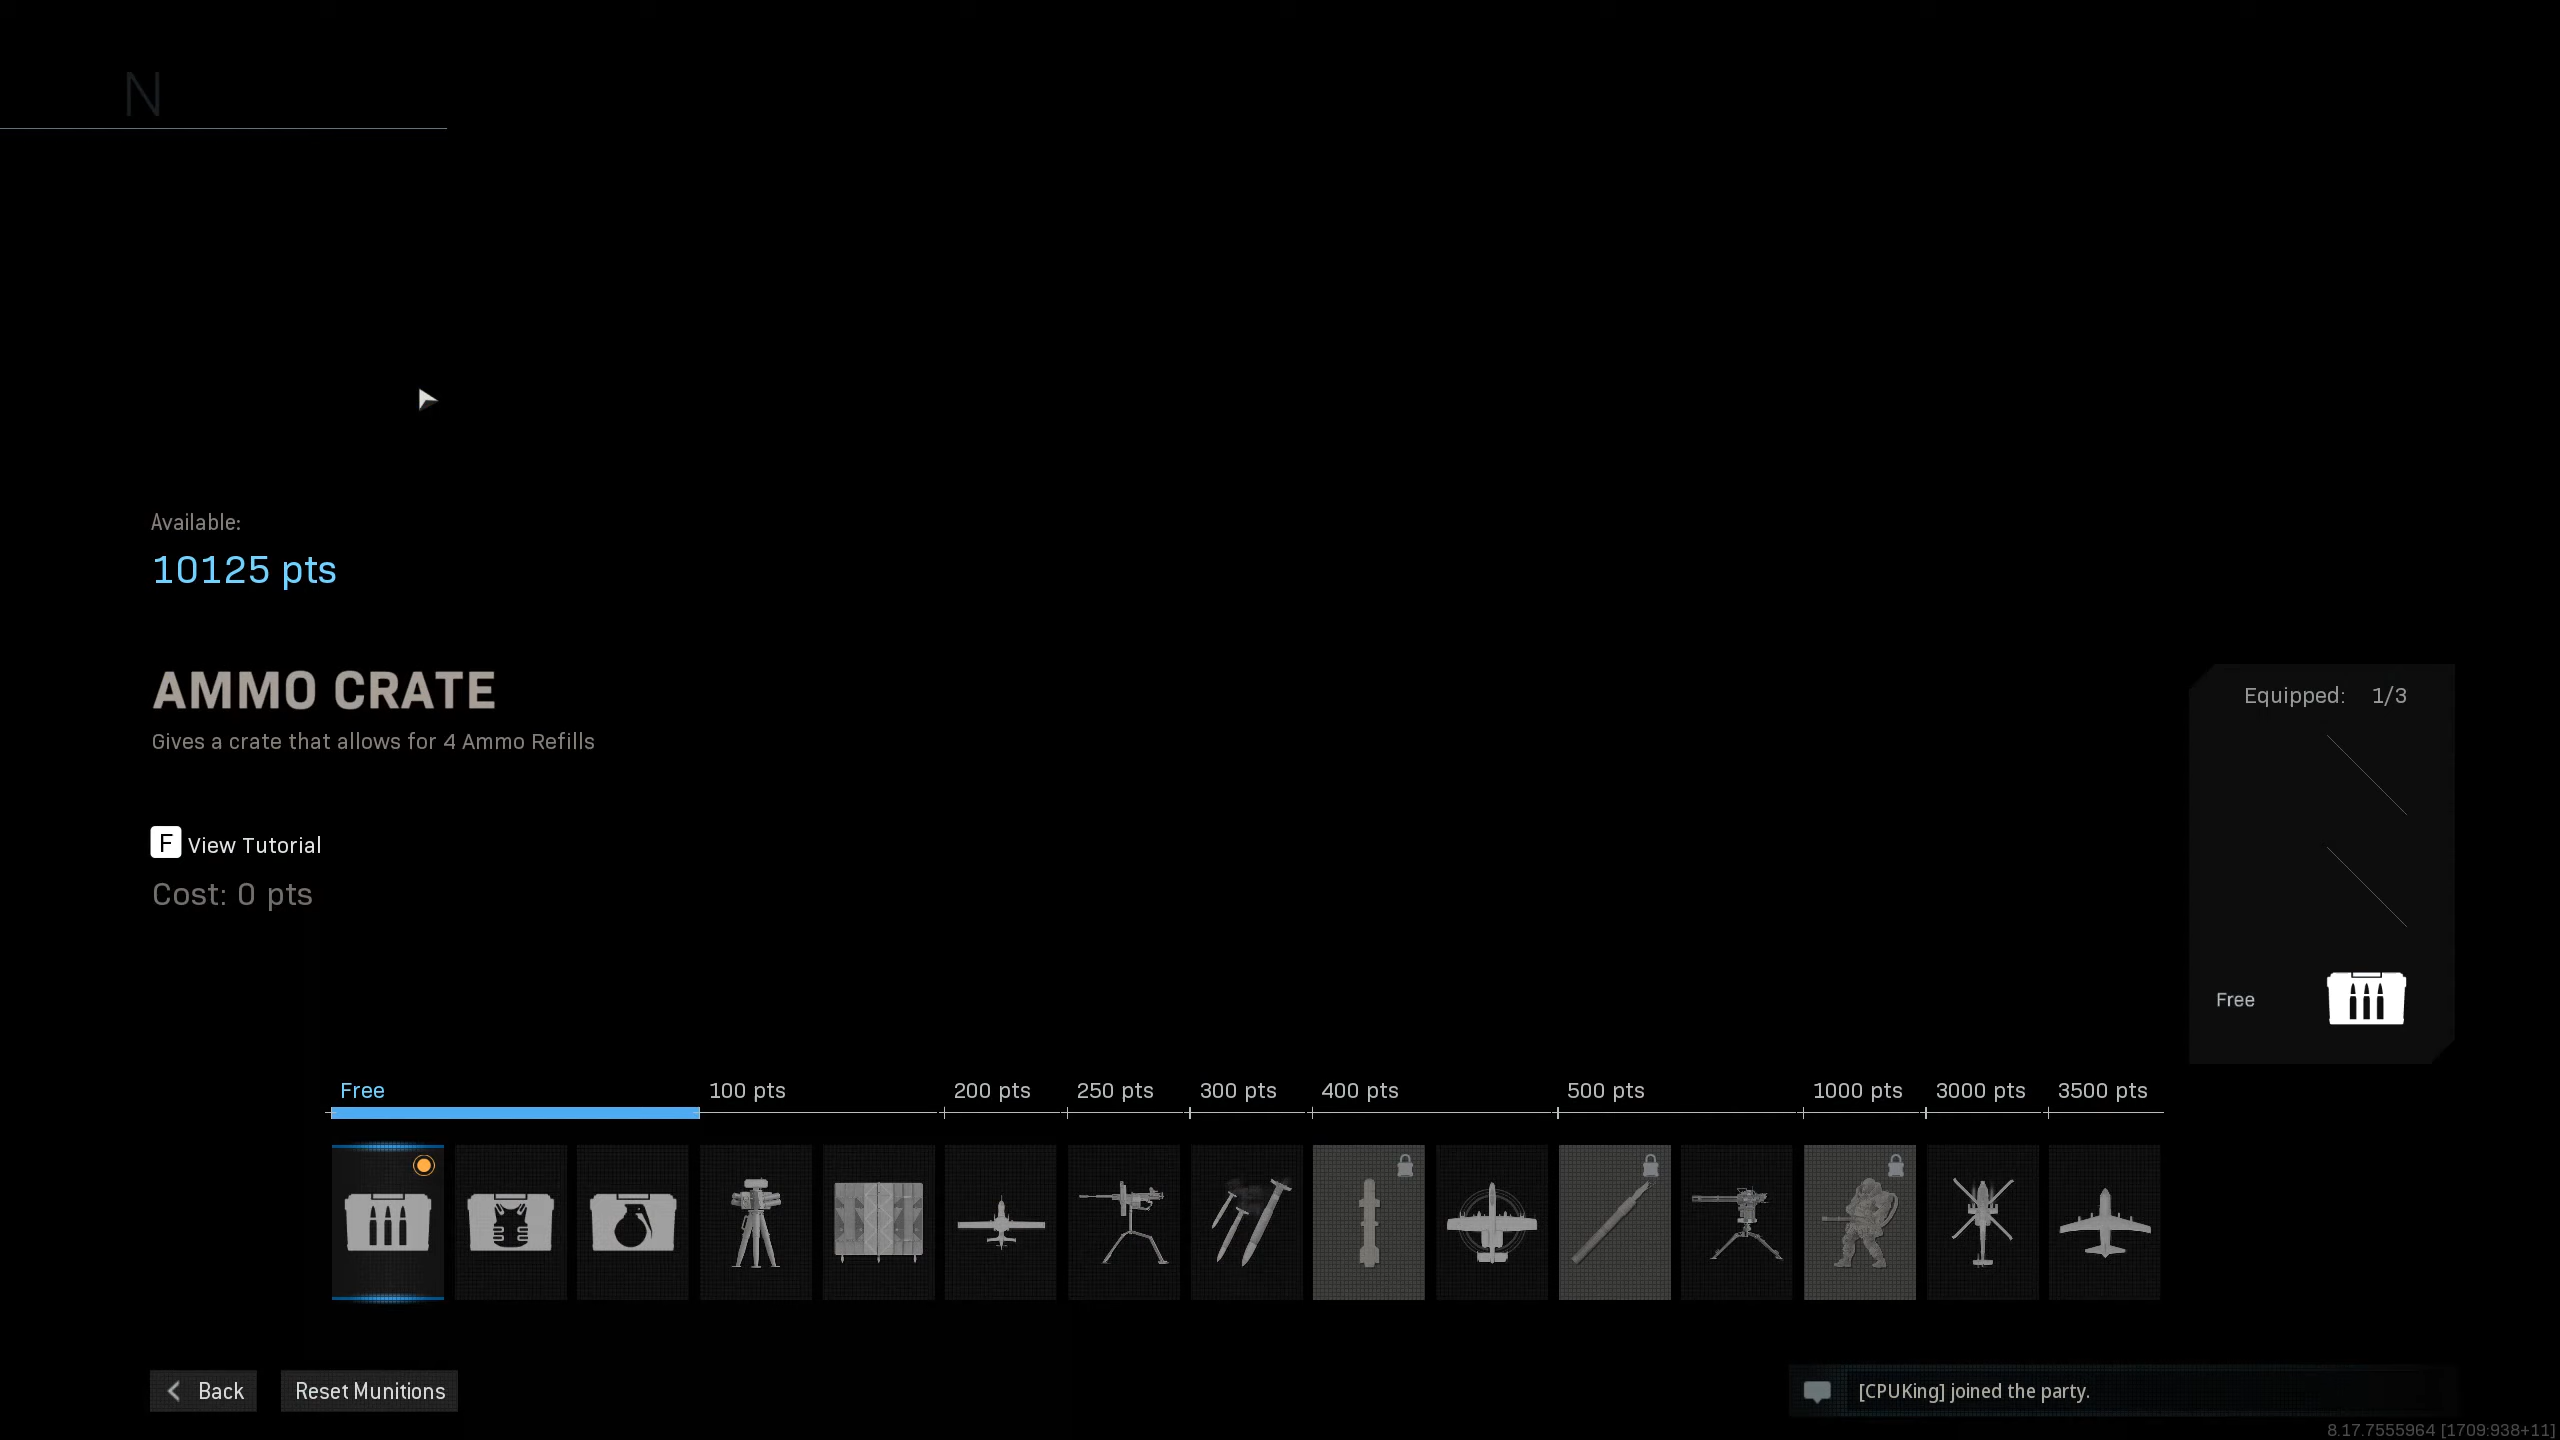 N
Available:
10125 pts
AMMO CRATE
Gives a crate that allows for 4 Ammo Refills
Equipped: 1/3
F View Tutorial
Cost: 0 pts
Free
Free 100 pts 200 pts 250 pts 300 pts 400 pts 500 pts 1000 pts 3000 pts 3500 pts
Back Reset Munitions
[CPUKing] joined the party.
8.17.7555964 [1709:938+11]